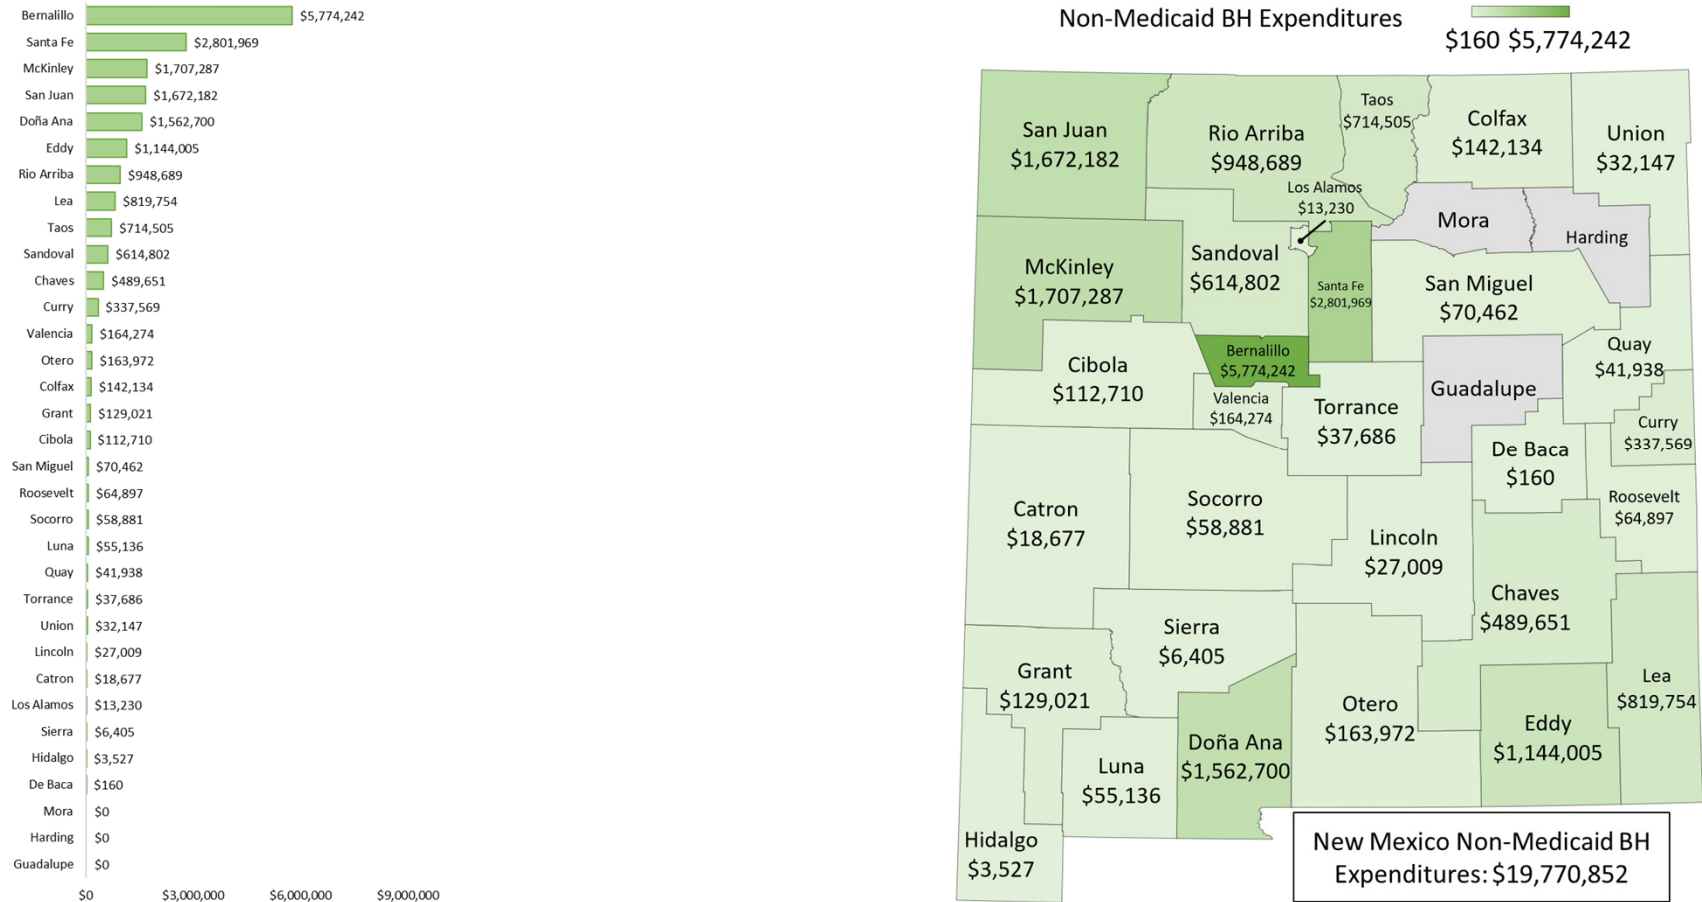 Bernalillo $5,774,242
Santa Fe $2,801,969
McKinley $1,707,287
San Juan $1,672,182
Doña Ana $1,562,700
Eddy $1,144,005
Rio Arriba $948,689
Lea $819,754
Taos $714,505
Sandoval $614,802
Chaves $489,651
Curry $337,569
Valencia $164,274
Otero $163,972
Colfax $142,134
Grant $129,021
Cibola $112,710
San Miguel $70,462
Roosevelt $64,897
Socorro $58,881
Luna $55,136
Quay $41,938
Torrance $37,686
Union $32,147
Lincoln $27,009
Catron $18,677
Los Alamos $13,230
Sierra $6,405
Hidalgo $3,527
De Baca $160
Mora $0
Harding $0
Guadalupe $0
$0 $3,000,000 $6,000,000 $9,000,000
Non-Medicaid BH Expenditures
$160 $5,774,242
San Juan
$1,672,182
Rio Arriba
$948,689
Taos
$714,505
Colfax
$142,134
Union
$32,147
Los Alamos
$13,230
Mora
Harding
McKinley
$1,707,287
Sandoval
$614,802
Santa Fe
$2,801,969
San Miguel
$70,462
Cibola
$112,710
Bernalillo
$5,774,242
Valencia
$164,274
Torrance
$37,686
Guadalupe
Quay
$41,938
Curry
$337,569
De Baca
$160
Roosevelt
$64,897
Catron
$18,677
Socorro
$58,881
Lincoln
$27,009
Chaves
$489,651
Sierra
$6,405
Grant
$129,021
Otero
$163,972
Lea
$819,754
Eddy
$1,144,005
Doña Ana
$1,562,700
Luna
$55,136
Hidalgo
$3,527
New Mexico Non-Medicaid BH
Expenditures: $19,770,852